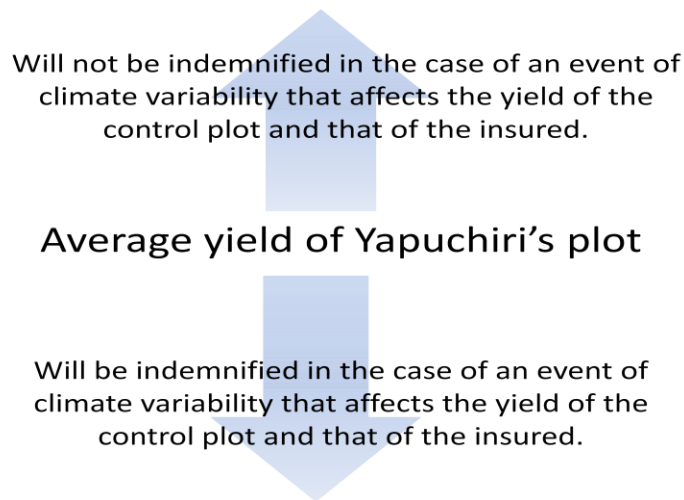 Will not be indemnified in the case of an event of
climate variability that affects the yield of the
control plot and that of the insured.
Average yield of Yapuchiri’s plot
Will be indemnified in the case of an event of
climate variability that affects the yield of the
control plot and that of the insured.